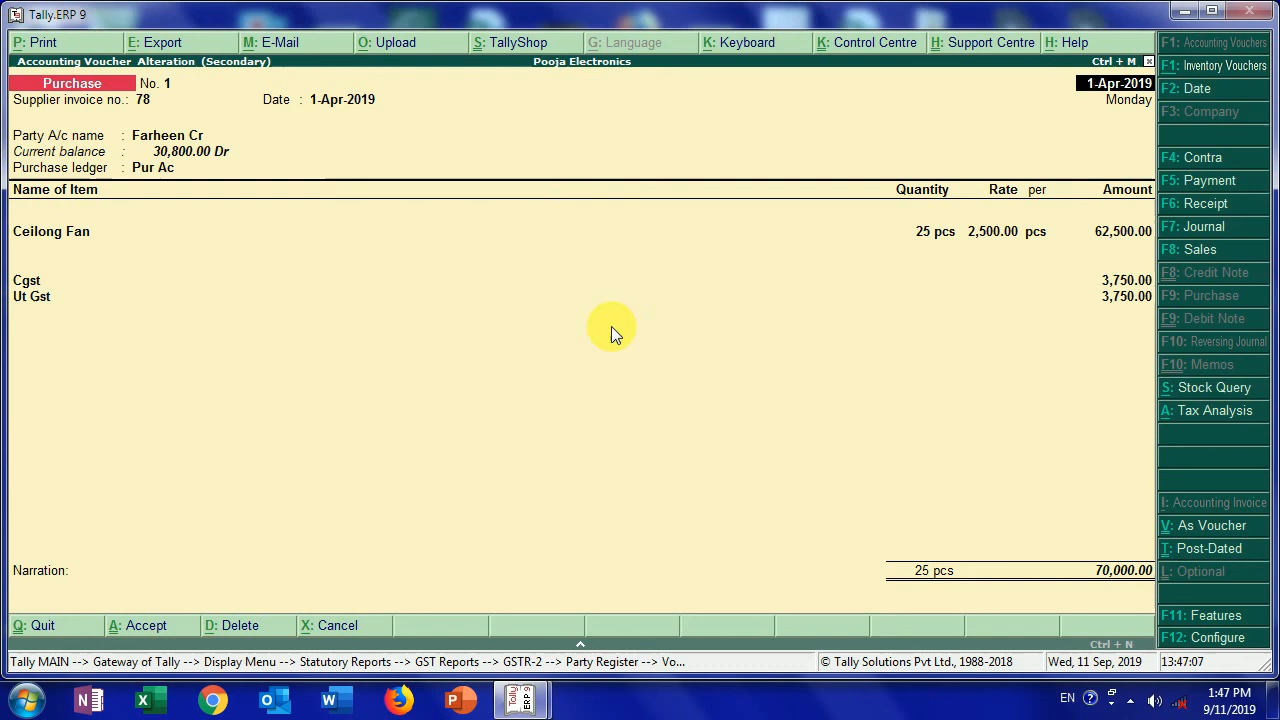 Tally.ERP 9
P: Print E: Export M: E-Mail O: Upload S: TallyShop G: Language K: Keyboard K: Control Centre H: Support Centre H: Help
Accounting Voucher Alteration (Secondary) Pooja Electronics Ctrl + M
Purchase No. 1 1-Apr-2019
Supplier invoice no.: 78 Date : 1-Apr-2019 Monday
Party A/c name : Farheen Cr
Current balance : 30,800.00 Dr
Purchase ledger : Pur Ac
Name of Item Quantity Rate per Amount
Ceilong Fan 25 pcs 2,500.00 pcs 62,500.00
Cgst 3,750.00
Ut Gst 3,750.00
Narration: 25 pcs 70,000.00
Q: Quit A: Accept D: Delete X: Cancel
Ctrl + N
F1: Accounting Vouchers
F1: Inventory Vouchers
F2: Date
F3: Company
F4: Contra
F5: Payment
F6: Receipt
F7: Journal
F8: Sales
F8: Credit Note
F9: Purchase
F9: Debit Note
F10: Reversing Journal
F10: Memos
S: Stock Query
A: Tax Analysis
I: Accounting Invoice
V: As Voucher
T: Post-Dated
L: Optional
F11: Features
F12: Configure
Tally MAIN --> Gateway of Tally --> Display Menu --> Statutory Reports --> GST Reports --> GSTR-2 --> Party Register --> Vo... © Tally Solutions Pvt Ltd., 1988-2018 Wed, 11 Sep, 2019 13:47:07
EN 1:47 PM
9/11/2019